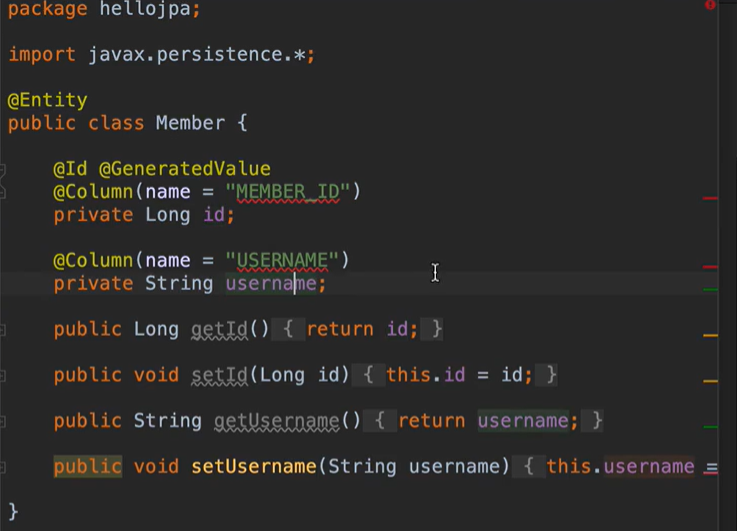 package hellojpa;
import javax.persistence.*;
@Entity
public class Member {
@Id @GeneratedValue
@Column(name = "MEMBER_ID")
private Long id;
@Column(name = "USERNAME")
private String username;
public Long getId() { return id; }
public void setId(Long id) { this.id = id; }
public String getUsername() { return username; }
public void setUsername(String username) { this.username =
}